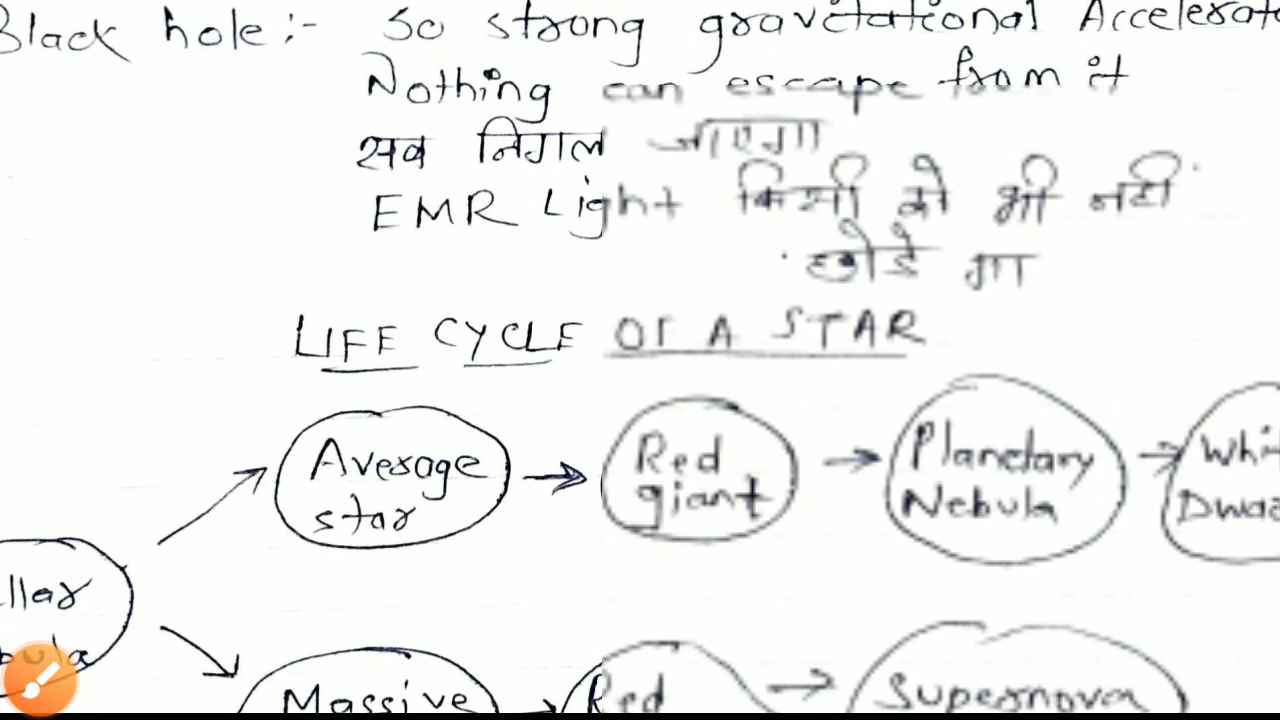 Black hole :- So strong gravitational Accelerat
Nothing can escape from it
सब निगल जाएगा
EMR Light किसी को भी नही
छोडे गा
LIFE CYCLE OF A STAR
Average star
Red giant
Planetary Nebula
Whi
Dwa
llar
bula
Massive
Red
Supernova